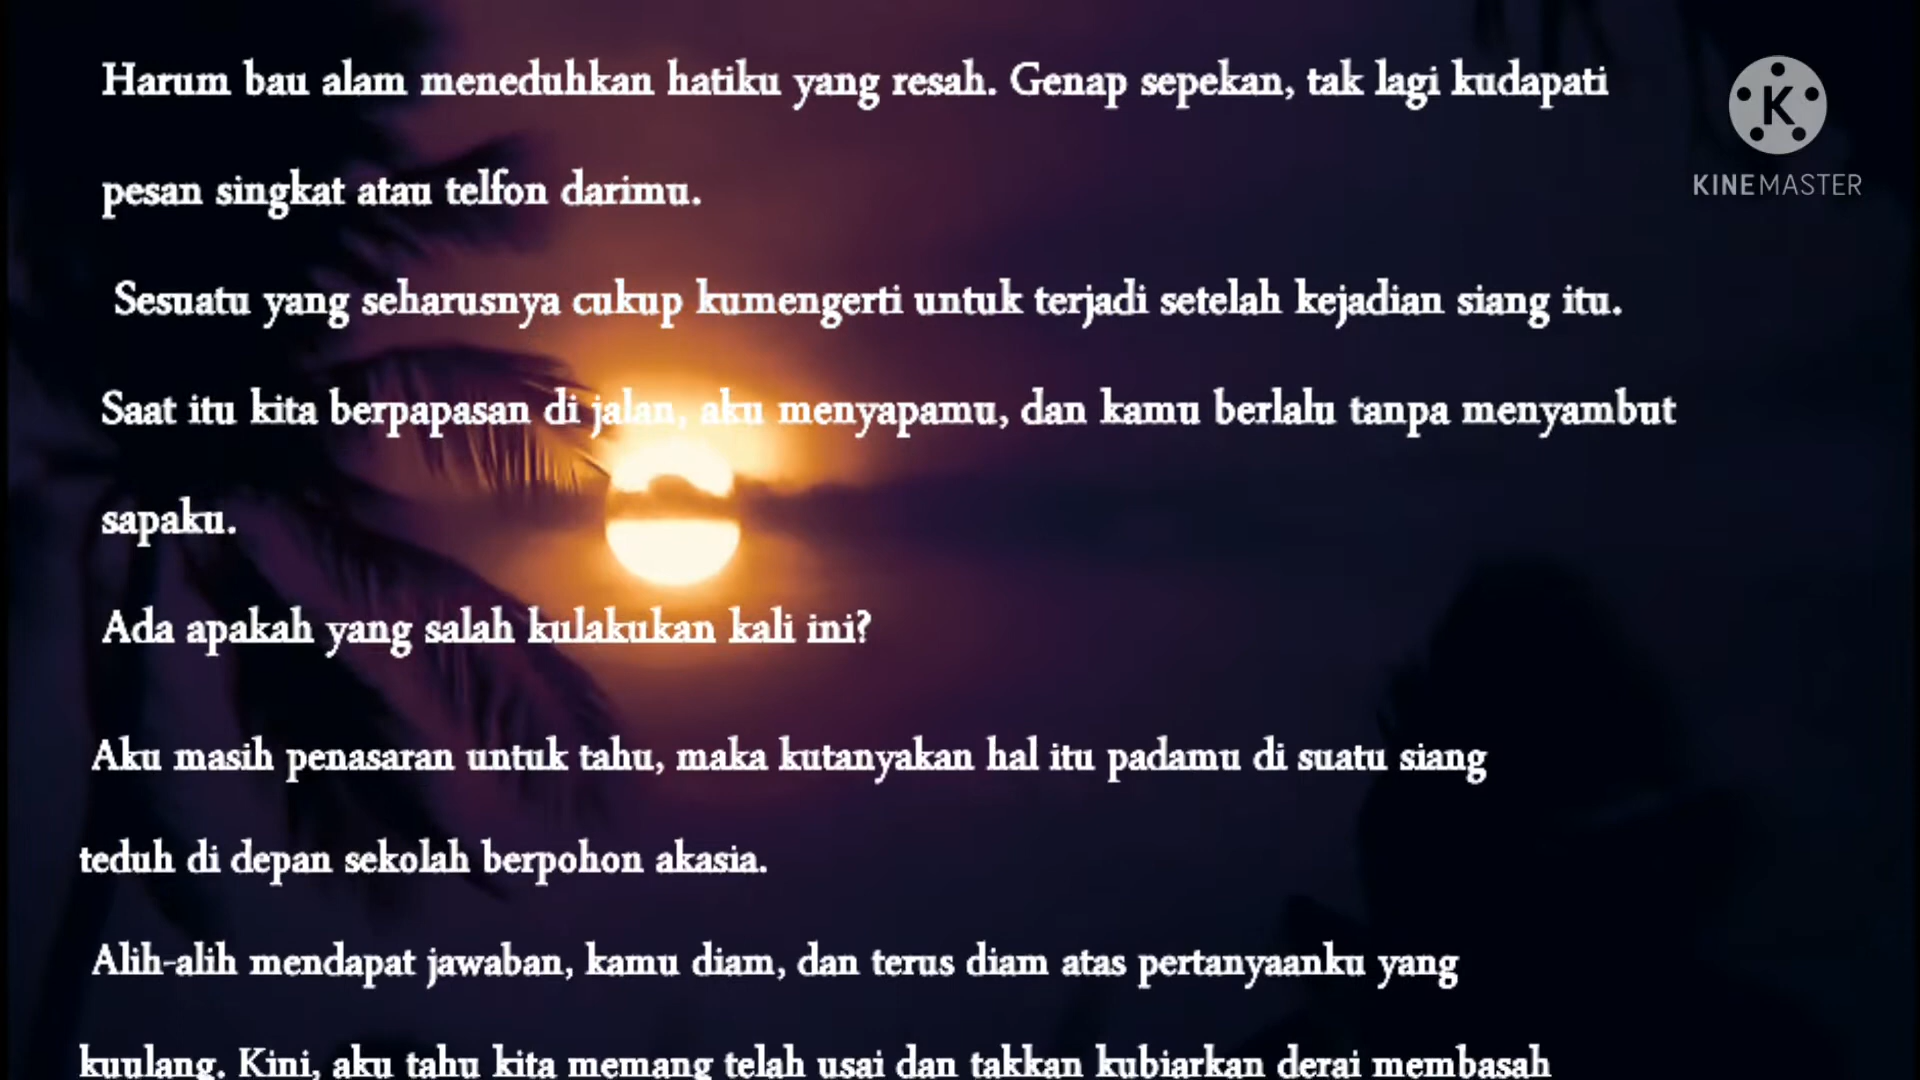 Harum bau alam meneduhkan hatiku yang resah. Genap sepekan, tak lagi kudapati
pesan singkat atau telfon darimu.
Sesuatu yang seharusnya cukup kumengerti untuk terjadi setelah kejadian siang itu.
Saat itu kita berpapasan di jalan, aku menyapamu, dan kamu berlalu tanpa menyambut
sapaku.
Ada apakah yang salah kulakukan kali ini?
Aku masih penasaran untuk tahu, maka kutanyakan hal itu padamu di suatu siang
teduh di depan sekolah berpohon akasia.
Alih-alih mendapat jawaban, kamu diam, dan terus diam atas pertanyaanku yang
kuulang. Kini, aku tahu kita memang telah usai dan takkan kubiarkan derai membasah
K
KINEMASTER